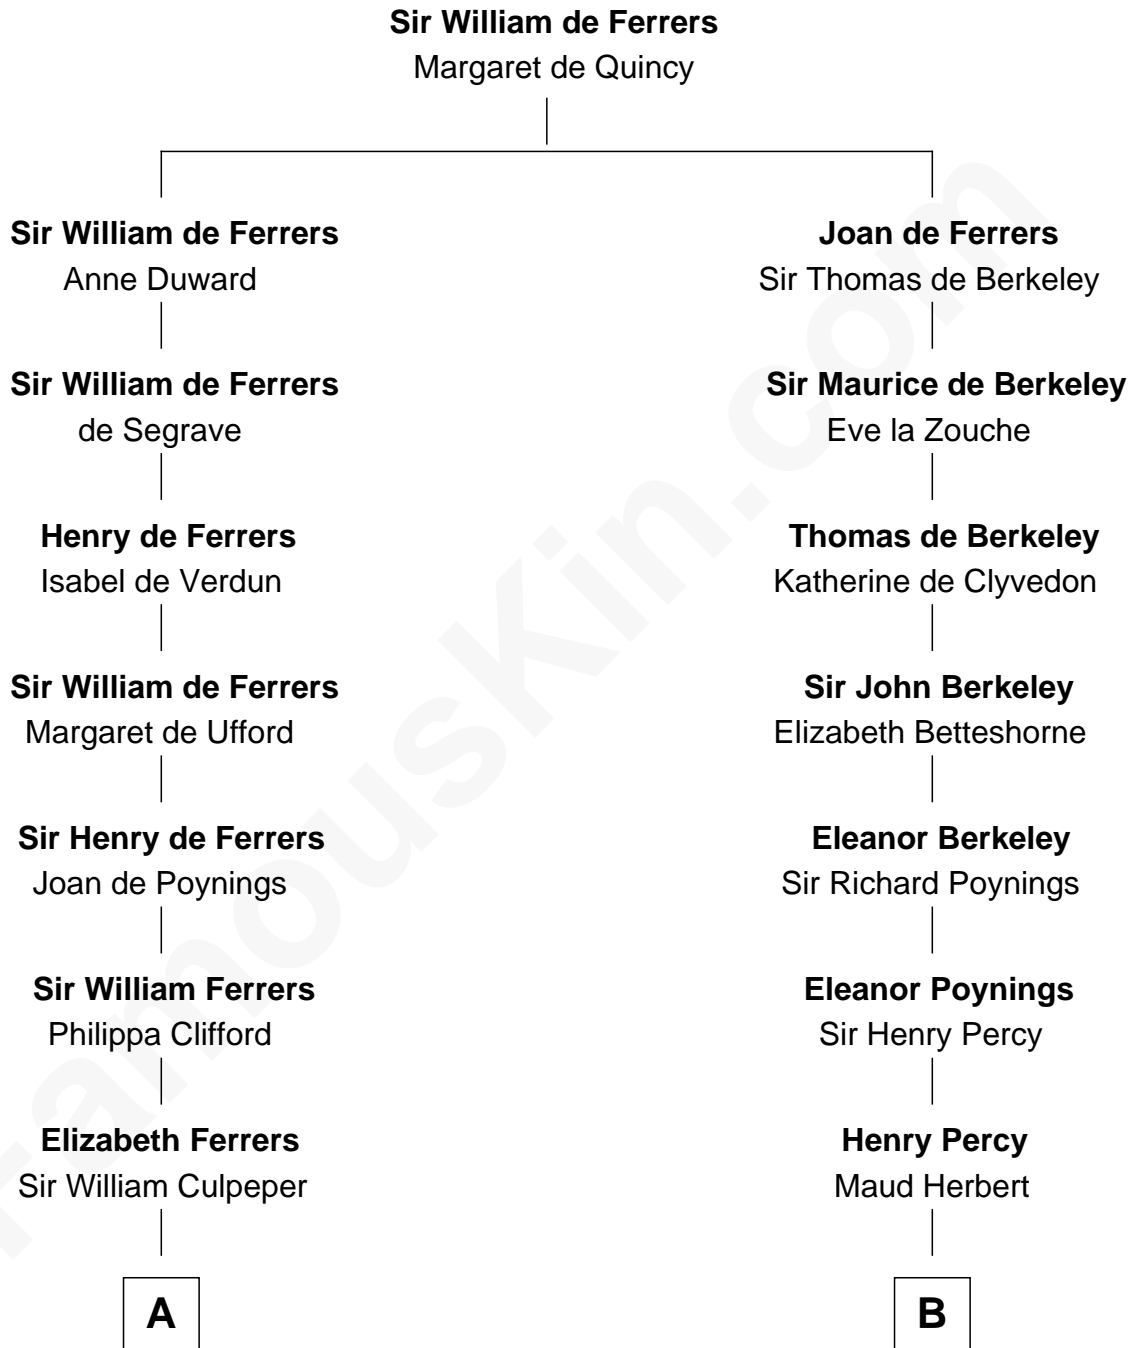 Sir William de Ferrers
Margaret de Quincy
Sir William de Ferrers
Anne Duward
Joan de Ferrers
Sir Thomas de Berkeley
Sir William de Ferrers
de Segrave
Sir Maurice de Berkeley
Eve la Zouche
Henry de Ferrers
Isabel de Verdun
Thomas de Berkeley
Katherine de Clyvedon
Sir William de Ferrers
Margaret de Ufford
Sir John Berkeley
Elizabeth Betteshorne
Sir Henry de Ferrers
Joan de Poynings
Eleanor Berkeley
Sir Richard Poynings
Sir William Ferrers
Philippa Clifford
Eleanor Poynings
Sir Henry Percy
Elizabeth Ferrers
Sir William Culpeper
Henry Percy
Maud Herbert
A
B
FamousKin.com